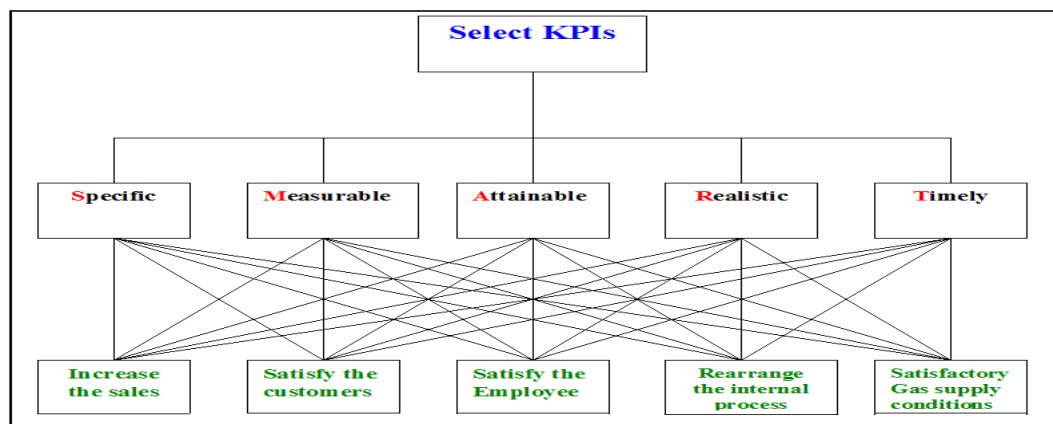 Select KPIs
Specific
Measurable
Attainable
Realistic
Timely
Increase
the sales
Satisfy the
customers
Satisfy the
Employee
Rearrange
the internal
process
Satisfactory
Gas supply
conditions